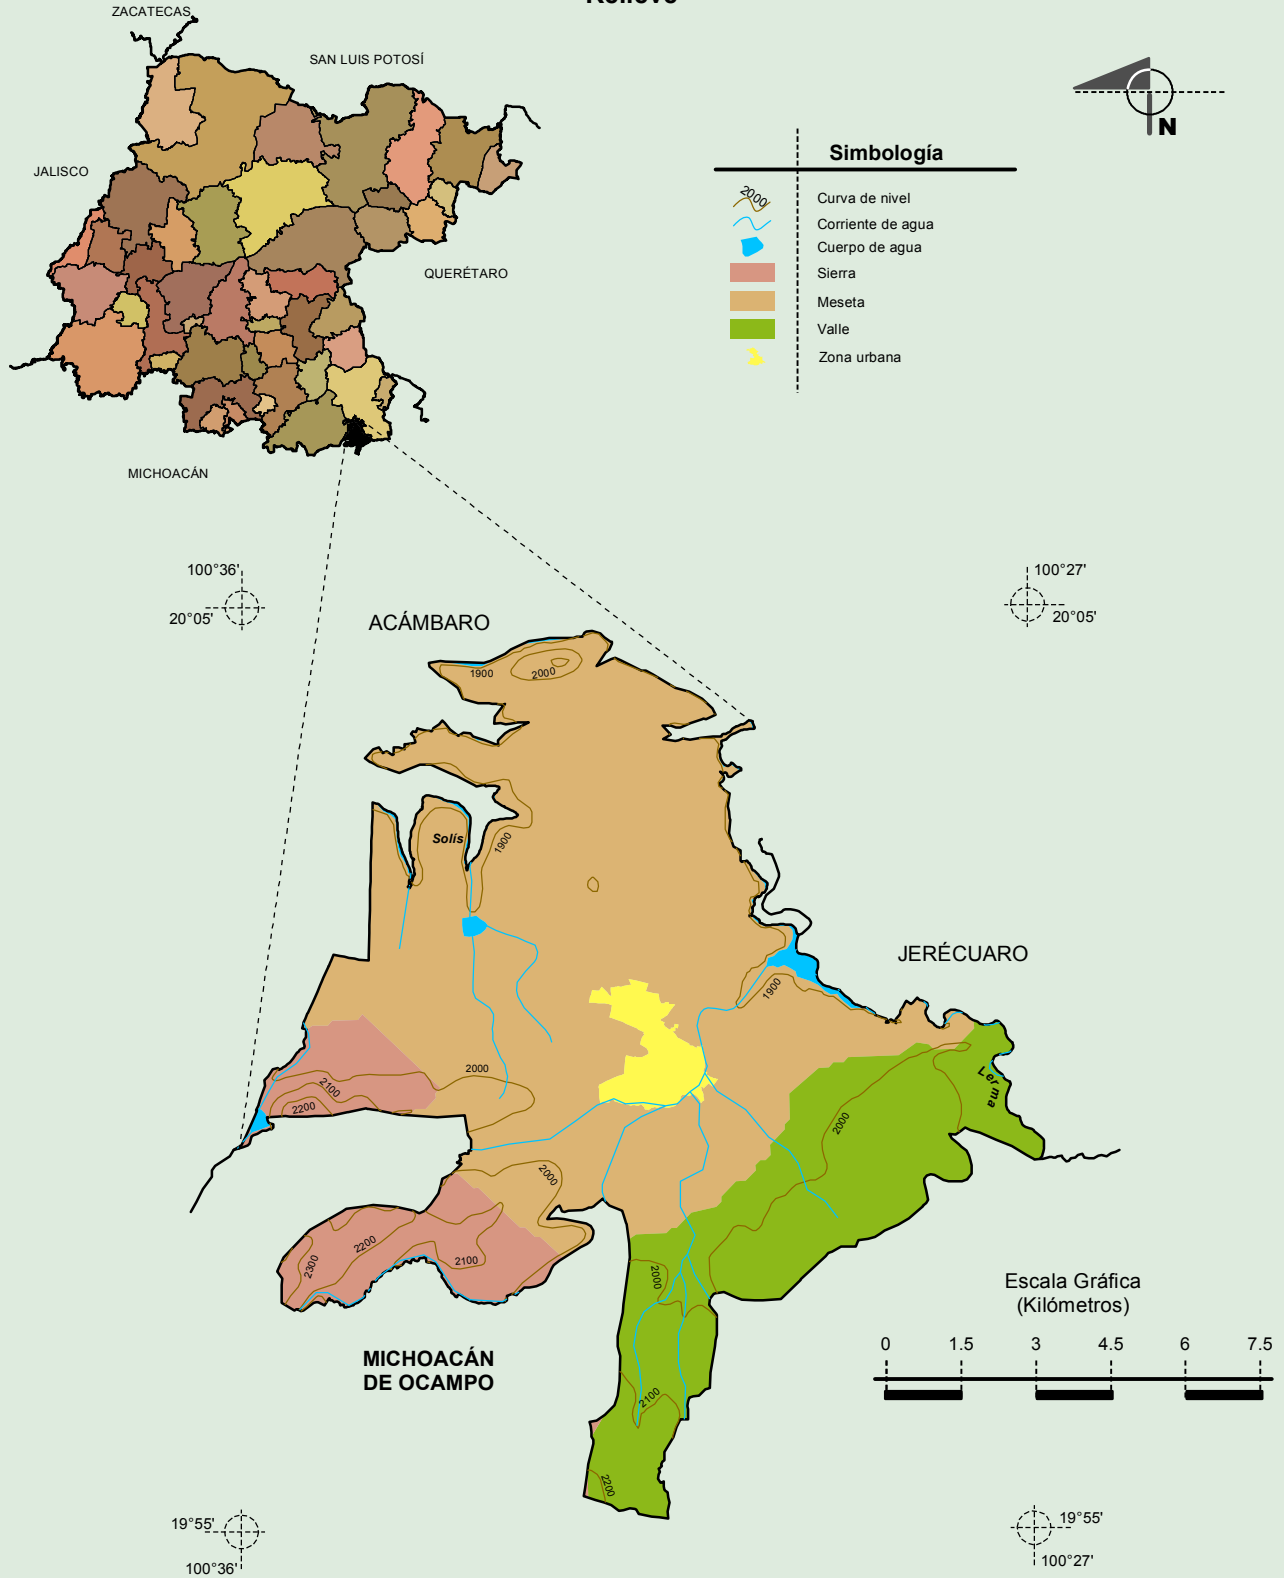 Relieve
ZACATECAS
SAN LUIS POTOSÍ
JALISCO
QUERÉTARO
MICHOACÁN
N
Simbología
2000
Curva de nivel
Corriente de agua
Cuerpo de agua
Sierra
Meseta
Valle
Zona urbana
100°36'
20°05'
100°27'
20°05'
ACÁMBARO
1900
2000
Solís
1900
JERÉCUARO
1900
Lerma
2000
2100
2200
2000
2000
2200
2300
2100
2000
2100
2200
MICHOACÁN
DE OCAMPO
Escala Gráfica
(Kilómetros)
0 1.5 3 4.5 6 7.5
19°55'
100°36'
19°55'
100°27'